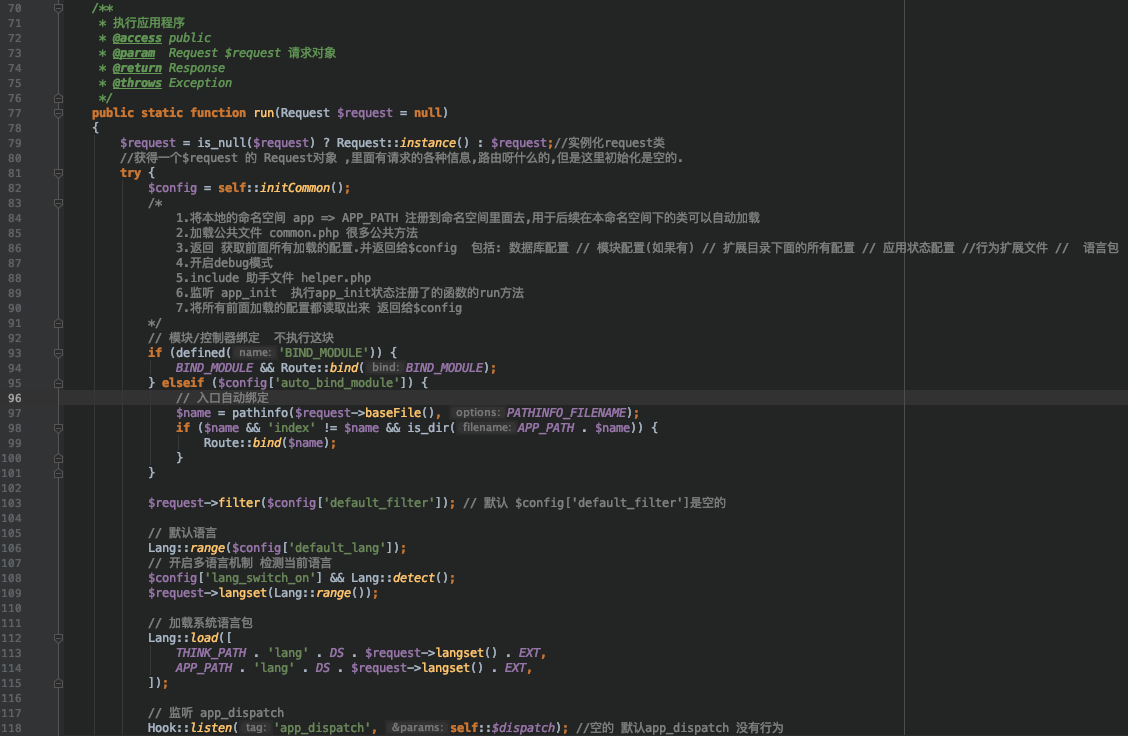 70 /**
71 * 执行应用程序
72 * @access public
73 * @param  Request $request 请求对象
74 * @return Response
75 * @throws Exception
76 */
77 public static function run(Request $request = null)
78 {
79 $request = is_null($request) ? Request::instance() : $request;//实例化request类
80 //获得一个$request 的 Request对象 ,里面有请求的各种信息,路由呀什么的,但是这里初始化是空的.
81 try {
82 $config = self::initCommon();
83 /*
84 1.将本地的命名空间 app => APP_PATH 注册到命名空间里面去,用于后续在本命名空间下的类可以自动加载
85 2.加载公共文件 common.php 很多公共方法
86 3.返回 获取前面所有加载的配置.并返回给$config  包括: 数据库配置 // 模块配置(如果有) // 扩展目录下面的所有配置 // 应用状态配置 //行为扩展文件 //  语言包
87 4.开启debug模式
88 5.include 助手文件 helper.php
89 6.监听 app_init  执行app_init状态注册了的函数的run方法
90 7.将所有前面加载的配置都读取出来 返回给$config
91 */
92 // 模块/控制器绑定  不执行这块
93 if (defined( name: 'BIND_MODULE')) {
94 BIND_MODULE && Route::bind( bind: BIND_MODULE);
95 } elseif ($config['auto_bind_module']) {
96 // 入口自动绑定
97 $name = pathinfo($request->baseFile(), options: PATHINFO_FILENAME);
98 if ($name && 'index' != $name && is_dir( filename: APP_PATH . $name)) {
99 Route::bind($name);
100 }
101 }
102
103 $request->filter($config['default_filter']); // 默认 $config['default_filter']是空的
104
105 // 默认语言
106 Lang::range($config['default_lang']);
107 // 开启多语言机制 检测当前语言
108 $config['lang_switch_on'] && Lang::detect();
109 $request->langset(Lang::range());
110
111 // 加载系统语言包
112 Lang::load([
113 THINK_PATH . 'lang' . DS . $request->langset() . EXT,
114 APP_PATH . 'lang' . DS . $request->langset() . EXT,
115 ]);
116
117 // 监听 app_dispatch
118 Hook::listen( tag: 'app_dispatch', &params: self::$dispatch); //空的 默认app_dispatch 没有行为